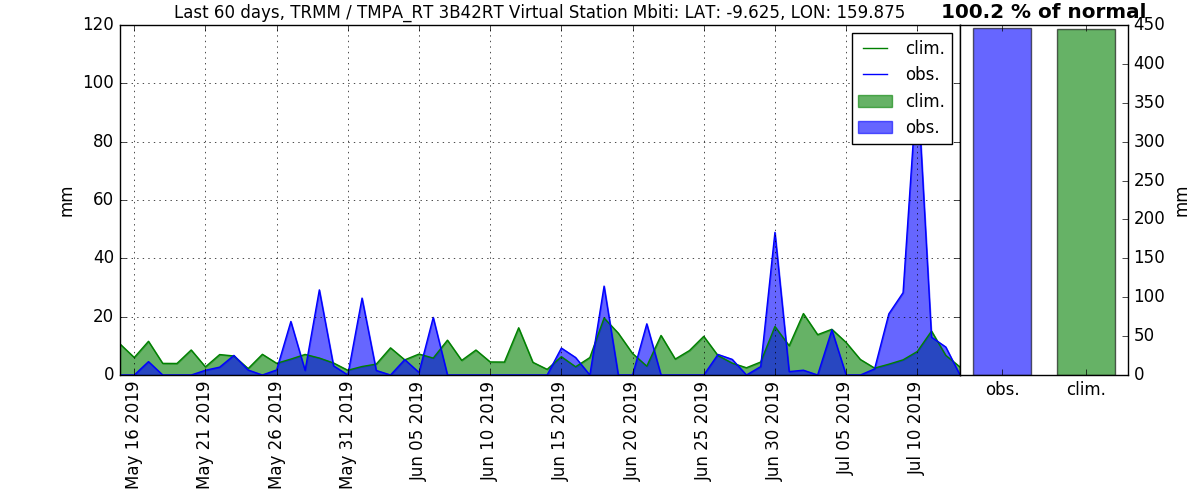 Last 60 days, TRMM / TMPA_RT 3B42RT Virtual Station Mbiti: LAT: -9.625, LON: 159.875
100.2 % of normal
120
100
80
60
40
20
0
mm
clim.
obs.
clim.
obs.
450
400
350
300
250
200
150
100
50
0
mm
obs.
clim.
May 16 2019
May 21 2019
May 26 2019
May 31 2019
Jun 05 2019
Jun 10 2019
Jun 15 2019
Jun 20 2019
Jun 25 2019
Jun 30 2019
Jul 05 2019
Jul 10 2019